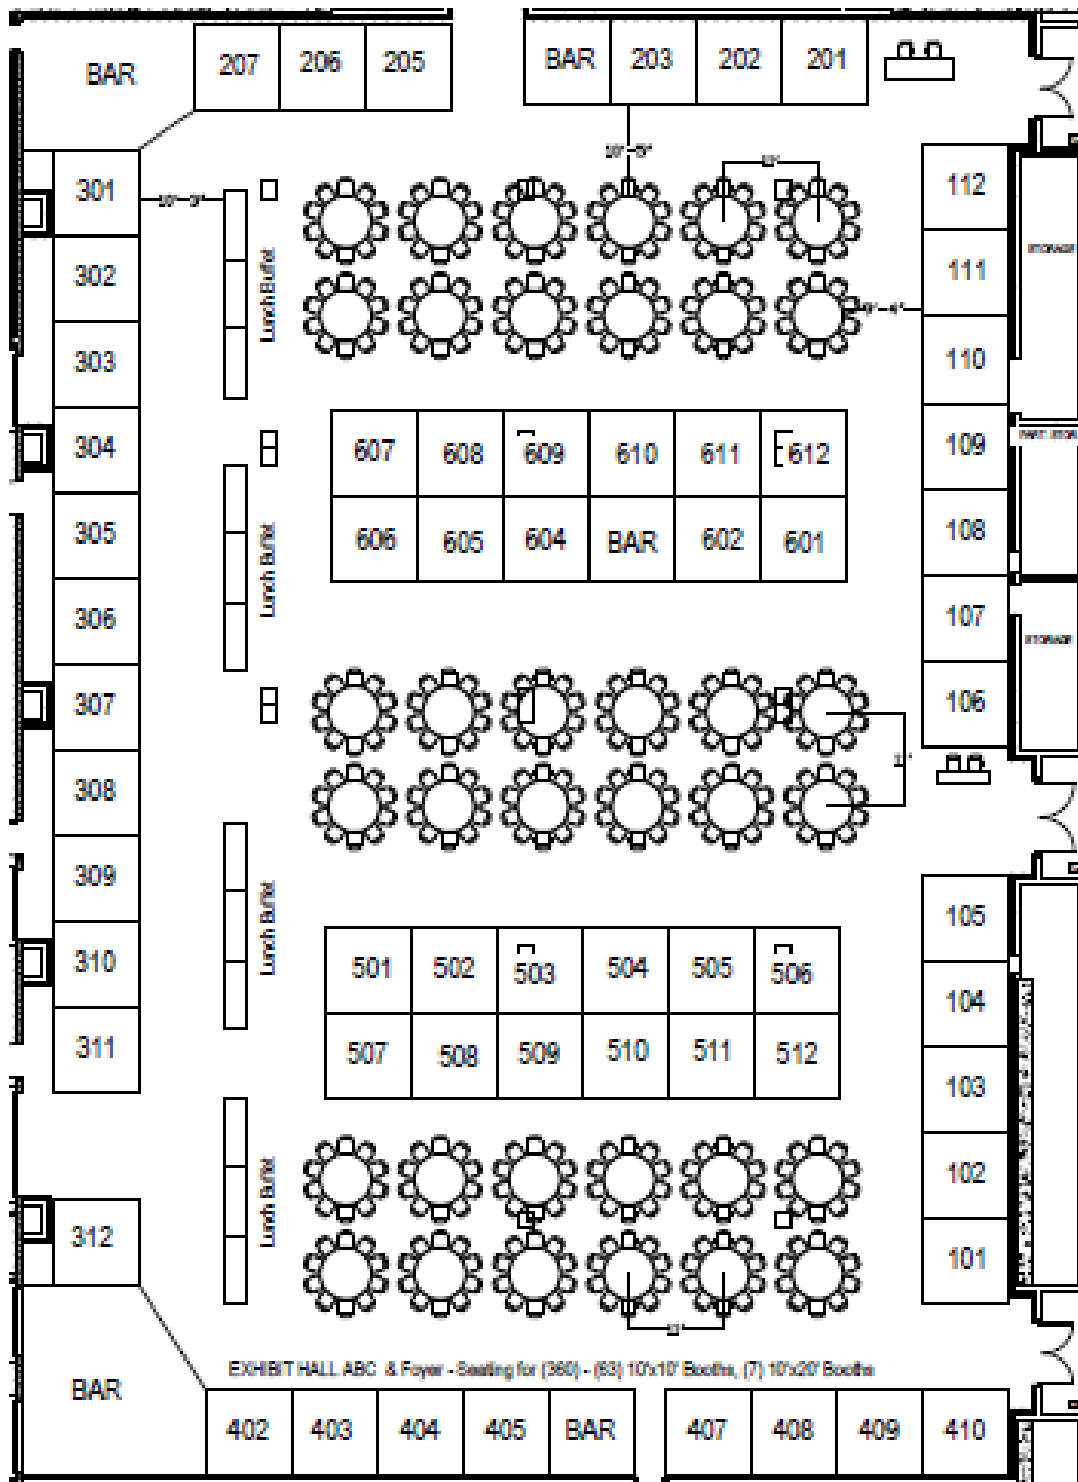 BAR 207 206 205 BAR 203 202 201
301 112
302 111
303 110
304 109
305 108
306 107
307 106
308
309 105
310 104
311 103
102
312 101
STORAGE
STORAGE
Lunch Buffet
Lunch Buffet
Lunch Buffet
Lunch Buffet
607 608 609 610 611 612
606 605 604 BAR 602 601
501 502 503 504 505 506
507 508 509 510 511 512
EXHIBIT HALL ABC & Foyer - Seating for (360) - (63) 10'x10' Booths, (7) 10'x20' Booths
BAR 402 403 404 405 BAR 407 408 409 410